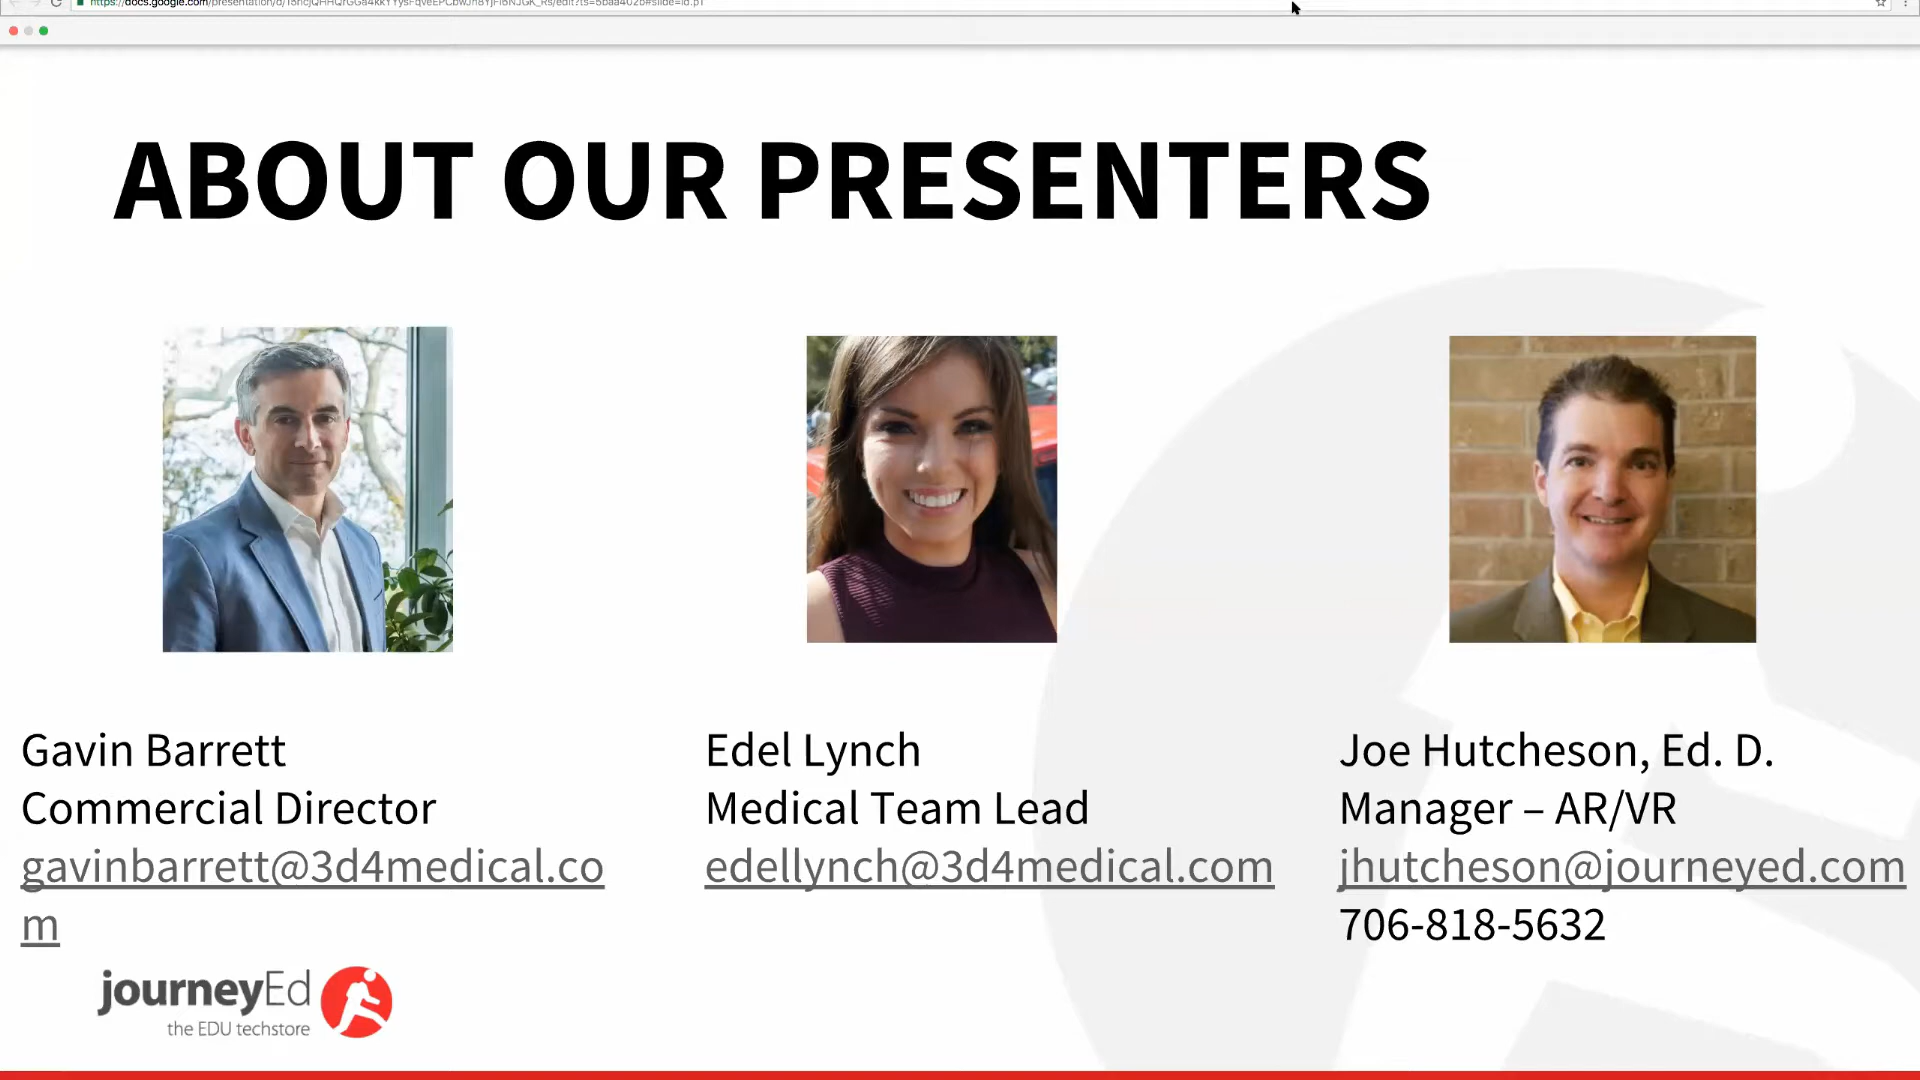 ABOUT OUR PRESENTERS
Gavin Barrett
Commercial Director
gavinbarrett@3d4medical.co
m
Edel Lynch
Medical Team Lead
edellynch@3d4medical.com
Joe Hutcheson, Ed. D.
Manager – AR/VR
jhutcheson@journeyed.com
706-818-5632
journeyEd
the EDU techstore